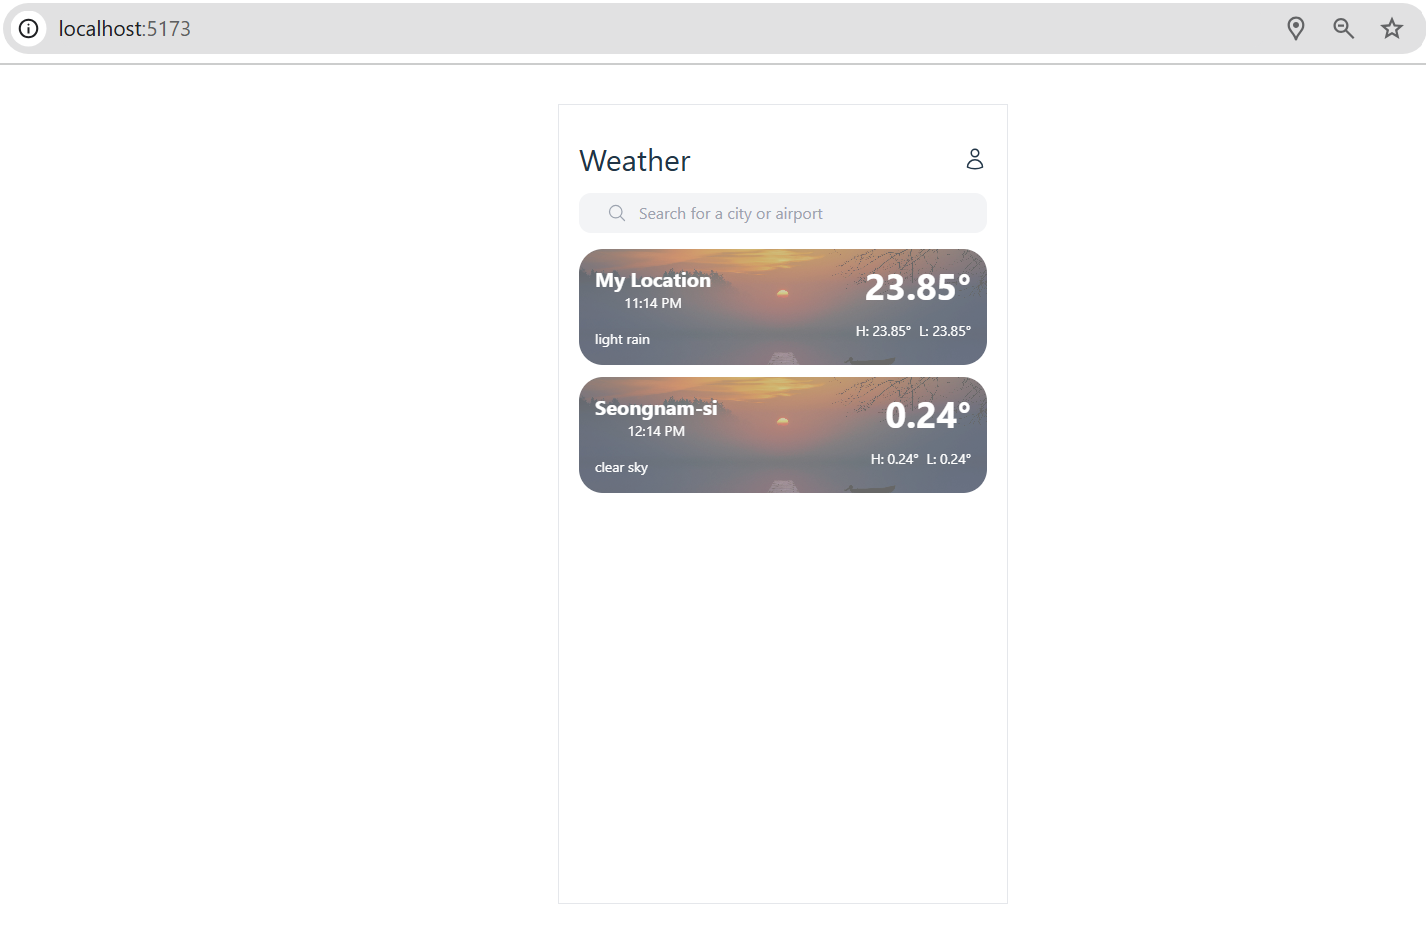 localhost:5173
Weather
Search for a city or airport
My Location
11:14 PM
light rain
23.85°
H: 23.85° L: 23.85°
Seongnam-si
12:14 PM
clear sky
0.24°
H: 0.24° L: 0.24°